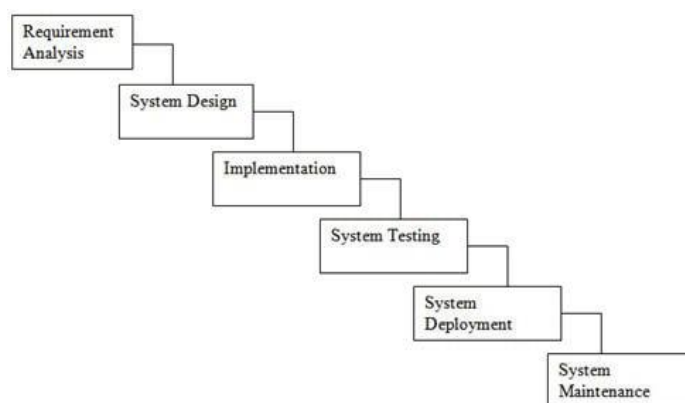 Requirement
Analysis
System Design
Implementation
System Testing
System
Deployment
System
Maintenance